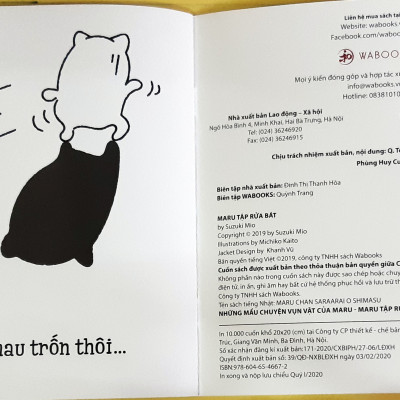 ...au trốn thôi...
Liên hệ mua sách tại
Website: wabooks.
Facebook.com/waboo
WABOOK
Mọi ý kiến đóng góp và hợp tác x
info@wabooks.v
Hotline: 08381010
Nhà xuất bản Lao động – Xã hội
Ngõ Hòa Bình 4, Minh Khai, Hai Bà Trưng, Hà Nội
Tel: (024) 36246920
Fax: (024) 36246915
Chịu trách nhiệm xuất bản, nội dung: Q. T
Phùng Huy Cu
Biên tập nhà xuất bản: Đinh Thị Thanh Hòa
Biên tập WABOOKS: Quỳnh Trang
MARU TẬP RỬA BÁT
by Suzuki Mio
Copyright © 2019 by Suzuki Mio
Illustrations by Michiko Kaito
Jacket Design by Khanh Vũ
Bản quyền tiếng Việt ©2019, công ty TNHH sách Wabooks
Cuốn sách được xuất bản theo thỏa thuận bản quyền giữa C
Không phần nào trong cuốn sách này được sao chép hoặc chuy
điện tử, in ấn, ghi âm hay bất cứ hệ thống phục hồi và lưu trữ th
Công ty TNHH sách Wabooks.
Tên sách tiếng Nhật: MARU CHAN SARAARAI O SHIMASU
NHỮNG MẨU CHUYỆN VỤN VẶT CỦA MARU - MARU TẬP RỬ
In 10.000 cuốn khổ 20x20 (cm) tại Công ty CP thiết kế - chế bản
Trúc, Giang Văn Minh, Ba Đình, Hà Nội.
Số xác nhận đăng kí xuất bản:171-2020/CXBIPH/27-06/LĐXH
Quyết định xuất bản số: 39/QĐ-NXBLĐXH ngày 03/02/2020
ISBN 978-604-65-4667-2
In xong và nộp lưu chiểu Quý I/2020